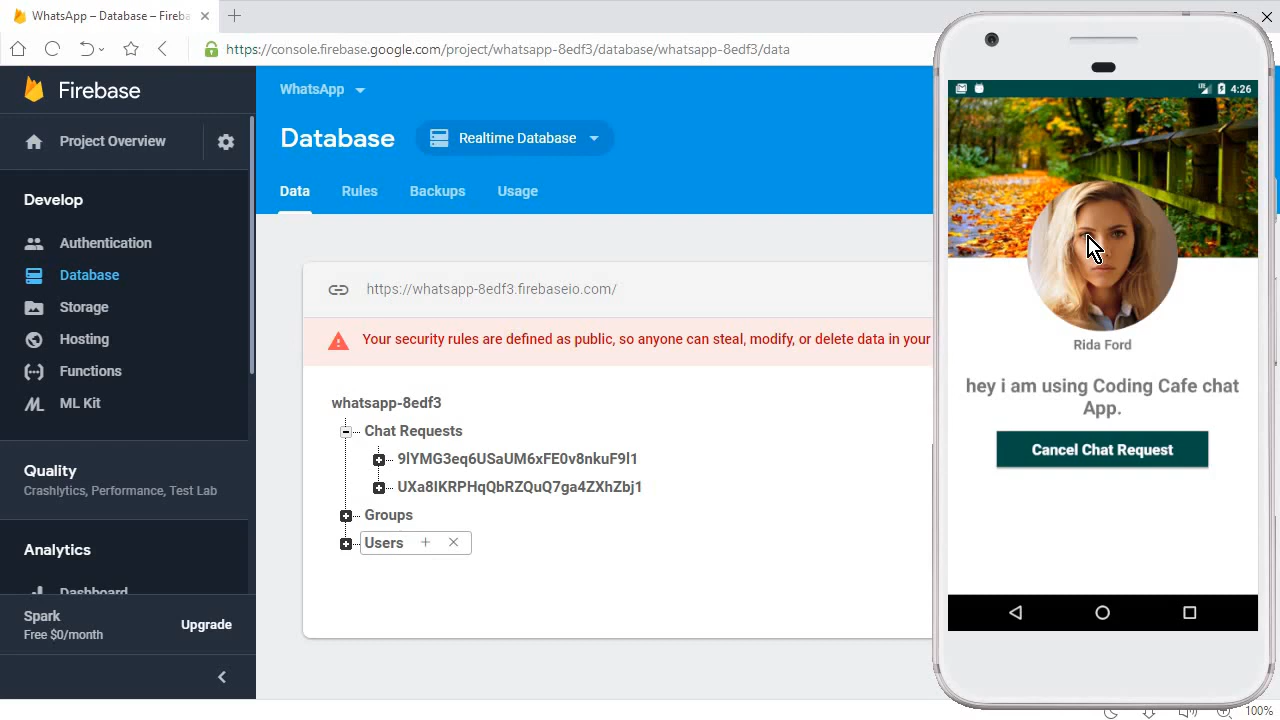 WhatsApp – Database – Fireba
https://console.firebase.google.com/project/whatsapp-8edf3/database/whatsapp-8edf3/data
Firebase
Project Overview
Develop
Authentication
Database
Storage
Hosting
Functions
ML Kit
Quality
Crashlytics, Performance, Test Lab
Analytics
Dashboard
Spark
Free $0/month
Upgrade
WhatsApp
Database
Realtime Database
Data
Rules
Backups
Usage
https://whatsapp-8edf3.firebaseio.com/
Your security rules are defined as public, so anyone can steal, modify, or delete data in your
whatsapp-8edf3
Chat Requests
9lYMG3eq6USaUM6xFE0v8nkuF9l1
UXa8IKRPHqQbRZQuQ7ga4ZXhZbj1
Groups
Users
4:26
Rida Ford
hey i am using Coding Cafe chat
App.
Cancel Chat Request
100%